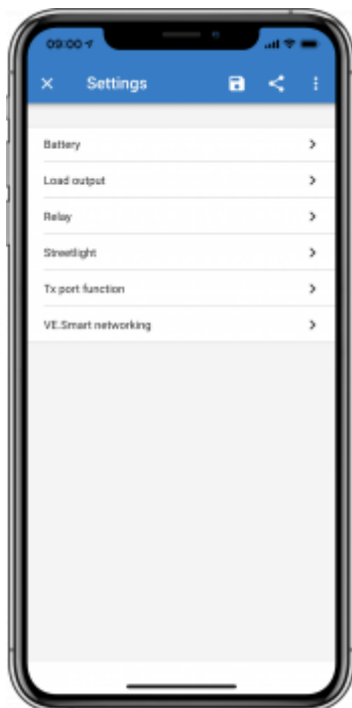 09:00
Settings
Battery
Load output
Relay
Streetlight
Tx port function
VE.Smart networking